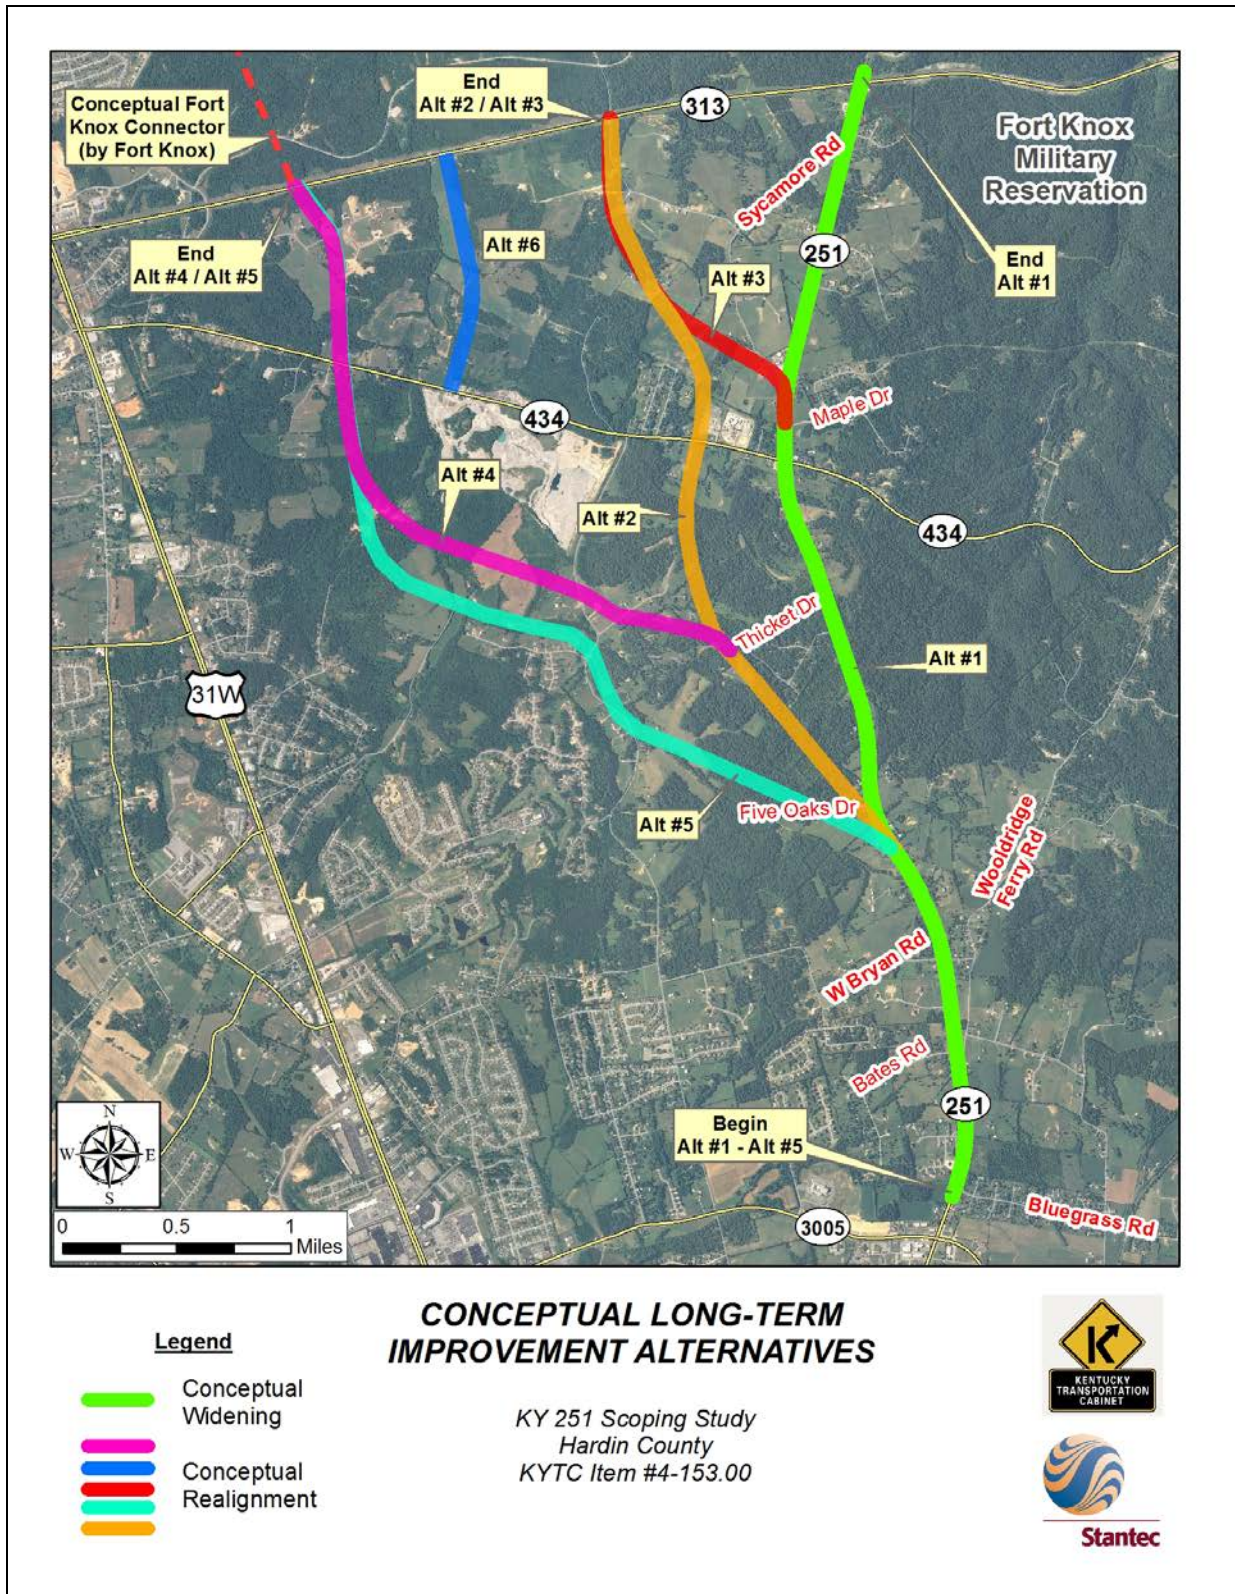 End
Alt #2 / Alt #3
Conceptual Fort
Knox Connector
(by Fort Knox)
313
Fort Knox
Military
Reservation
Sycamore Rd
End
Alt #4 / Alt #5
Alt #6
251
End
Alt #1
Alt #3
Maple Dr
434
Alt #4
Alt #2
434
Thicket Dr
Alt #1
31W
Five Oaks Dr
Alt #5
Wooldridge
Ferry Rd
W Bryan Rd
Bates Rd
251
Begin
Alt #1 - Alt #5
N
W E
S
Bluegrass Rd
3005
0 0.5 1
Miles
CONCEPTUAL LONG-TERM
IMPROVEMENT ALTERNATIVES
Legend
Conceptual
Widening
Conceptual
Realignment
KY 251 Scoping Study
Hardin County
KYTC Item #4-153.00
K
KENTUCKY
TRANSPORTATION
CABINET
Stantec